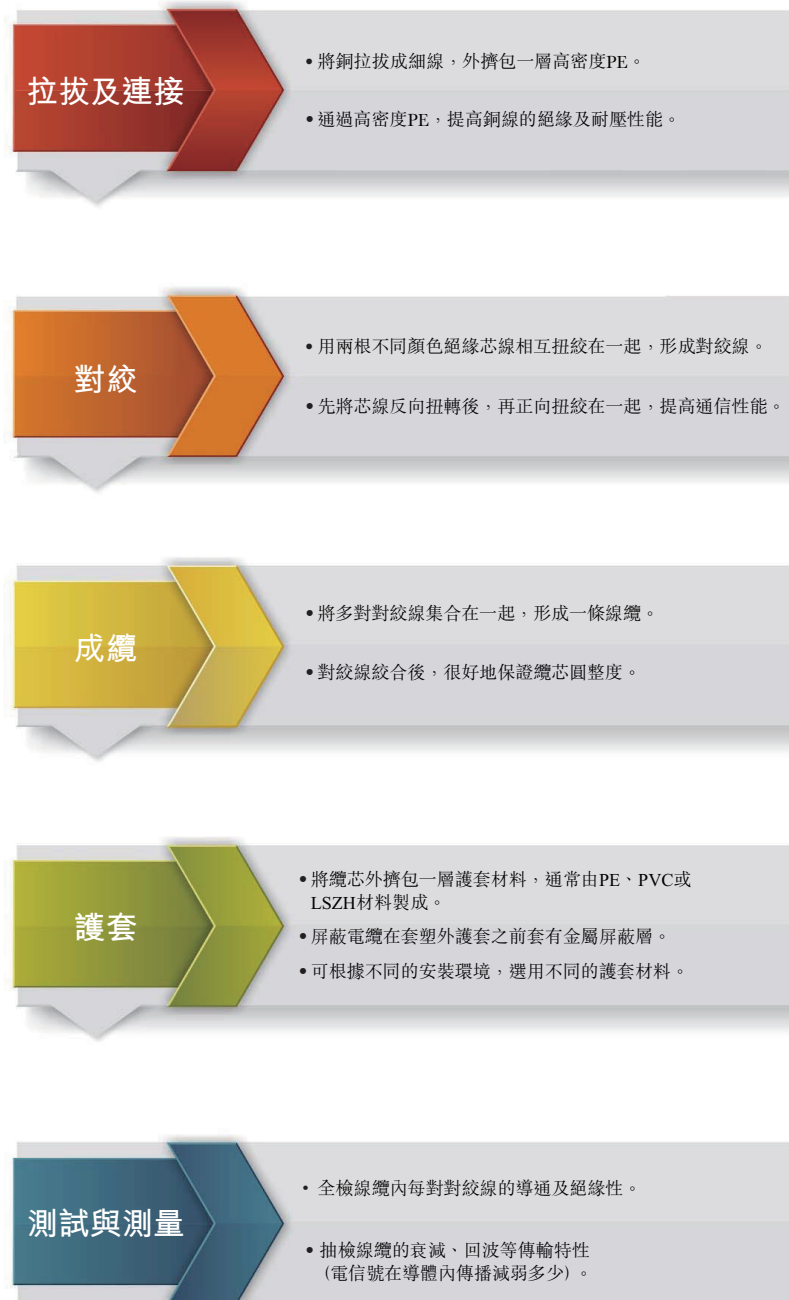 拉拔及連接
•將銅拉拔成細線，外擠包一層高密度PE。
•通過高密度PE，提高銅線的絕緣及耐壓性能。
對絞
•用兩根不同顏色絕緣芯線相互扭絞在一起，形成對絞線。
•先將芯線反向扭轉後，再正向扭絞在一起，提高通信性能。
成纜
•將多對對絞線集合在一起，形成一條線纜。
•對絞線絞合後，很好地保證纜芯圓整度。
護套
•將纜芯外擠包一層護套材料，通常由PE、PVC或
LSZH材料製成。
•屏蔽電纜在套塑外護套之前套有金屬屏蔽層。
•可根據不同的安裝環境，選用不同的護套材料。
測試與測量
• 全檢線纜內每對對絞線的導通及絕緣性。
•抽檢線纜的衰減、回波等傳輸特性
(電信號在導體內傳播減弱多少)。